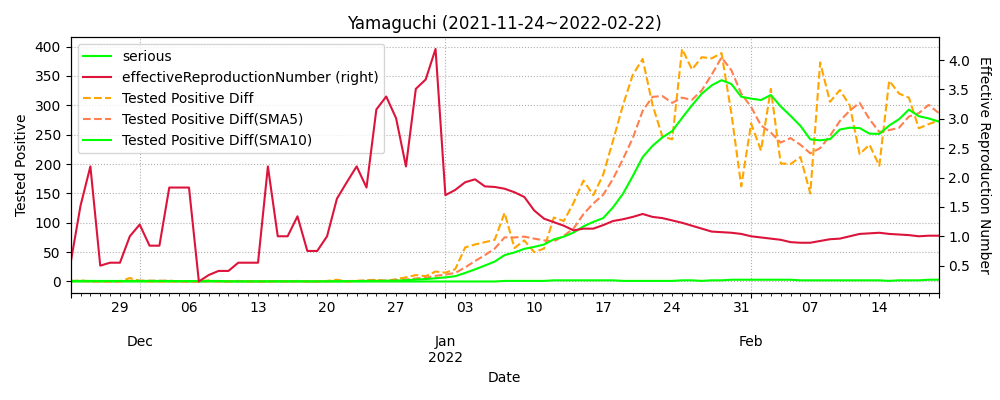 Yamaguchi (2021-11-24~2022-02-22)
serious
effectiveReproductionNumber (right)
Tested Positive Diff
Tested Positive Diff(SMA5)
Tested Positive Diff(SMA10)
Tested Positive
400
350
300
250
200
150
100
50
0
4.0
3.5
3.0
2.5
2.0
1.5
1.0
0.5
Effective Reproduction Number
29 06 13 20 27 03 10 17 24 31 07 14
Dec Jan Feb
2022
Date